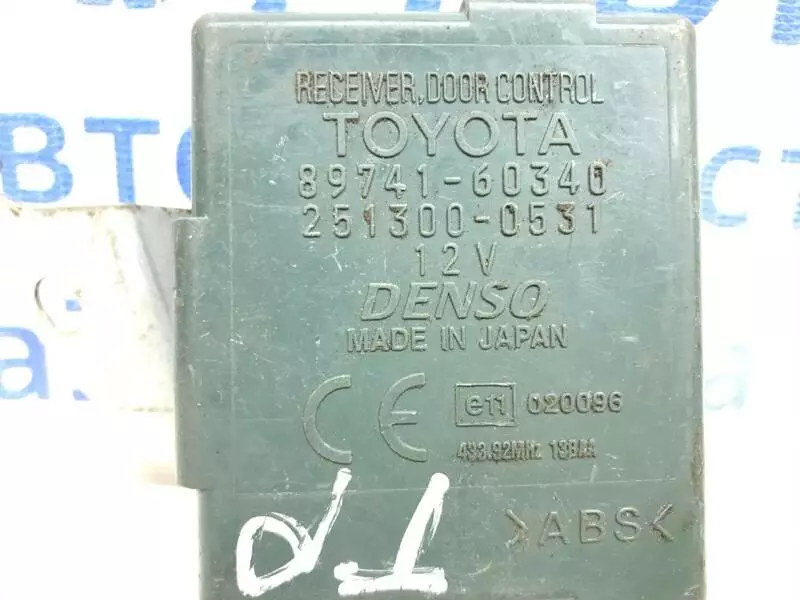 RECEIVER, DOOR CONTROL
TOYOTA
89741-60340
251300-0531
12V
DENSO
MADE IN JAPAN
CE e11 020096
433.92MHz 13BAA
>ABS<